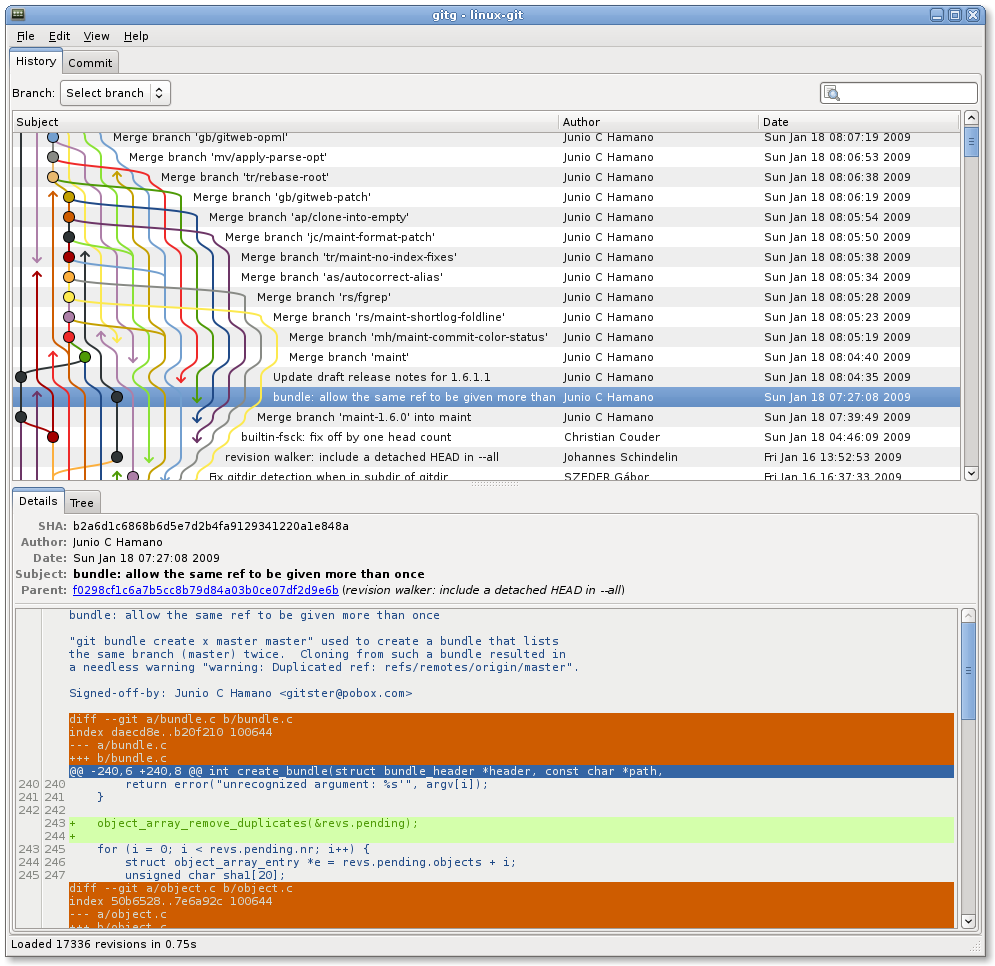 gitg - linux-git
File Edit View Help
History Commit
Branch: Select branch
Subject Author Date
Merge branch 'gb/gitweb-opml' Junio C Hamano Sun Jan 18 08:07:19 2009
Merge branch 'mv/apply-parse-opt' Junio C Hamano Sun Jan 18 08:06:53 2009
Merge branch 'tr/rebase-root' Junio C Hamano Sun Jan 18 08:06:38 2009
Merge branch 'gb/gitweb-patch' Junio C Hamano Sun Jan 18 08:06:19 2009
Merge branch 'ap/clone-into-empty' Junio C Hamano Sun Jan 18 08:05:54 2009
Merge branch 'jc/maint-format-patch' Junio C Hamano Sun Jan 18 08:05:50 2009
Merge branch 'tr/maint-no-index-fixes' Junio C Hamano Sun Jan 18 08:05:38 2009
Merge branch 'as/autocorrect-alias' Junio C Hamano Sun Jan 18 08:05:34 2009
Merge branch 'rs/fgrep' Junio C Hamano Sun Jan 18 08:05:28 2009
Merge branch 'rs/maint-shortlog-foldline' Junio C Hamano Sun Jan 18 08:05:23 2009
Merge branch 'mh/maint-commit-color-status' Junio C Hamano Sun Jan 18 08:05:19 2009
Merge branch 'maint' Junio C Hamano Sun Jan 18 08:04:40 2009
Update draft release notes for 1.6.1.1 Junio C Hamano Sun Jan 18 08:04:35 2009
bundle: allow the same ref to be given more than Junio C Hamano Sun Jan 18 07:27:08 2009
Merge branch 'maint-1.6.0' into maint Junio C Hamano Sun Jan 18 07:39:49 2009
builtin-fsck: fix off by one head count Christian Couder Sun Jan 18 04:46:09 2009
revision walker: include a detached HEAD in --all Johannes Schindelin Fri Jan 16 13:52:53 2009
Fix gitdir detection when in subdir of gitdir SZEDER Gábor Fri Jan 16 16:37:33 2009
Details Tree
SHA: b2a6d1c6868b6d5e7d2b4fa9129341220a1e848a
Author: Junio C Hamano
Date: Sun Jan 18 07:27:08 2009
Subject: bundle: allow the same ref to be given more than once
Parent: f0298cf1c6a7b5cc8b79d84a03b0ce07df2d9e6b (revision walker: include a detached HEAD in --all)
bundle: allow the same ref to be given more than once
"git bundle create x master master" used to create a bundle that lists
the same branch (master) twice.  Cloning from such a bundle resulted in
a needless warning "warning: Duplicated ref: refs/remotes/origin/master".
Signed-off-by: Junio C Hamano <gitster@pobox.com>
diff --git a/bundle.c b/bundle.c
index daecd8e..b20f210 100644
--- a/bundle.c
+++ b/bundle.c
@@ -240,6 +240,8 @@ int create_bundle(struct bundle_header *header, const char *path,
240 240 return error("unrecognized argument: %s'", argv[i]);
241 241 }
242 242
243 + object_array_remove_duplicates(&revs.pending);
244 +
243 245 for (i = 0; i < revs.pending.nr; i++) {
244 246 struct object_array_entry *e = revs.pending.objects + i;
245 247 unsigned char sha1[20];
diff --git a/object.c b/object.c
index 50b6528..7e6a92c 100644
--- a/object.c
+++ b/object.c
Loaded 17336 revisions in 0.75s